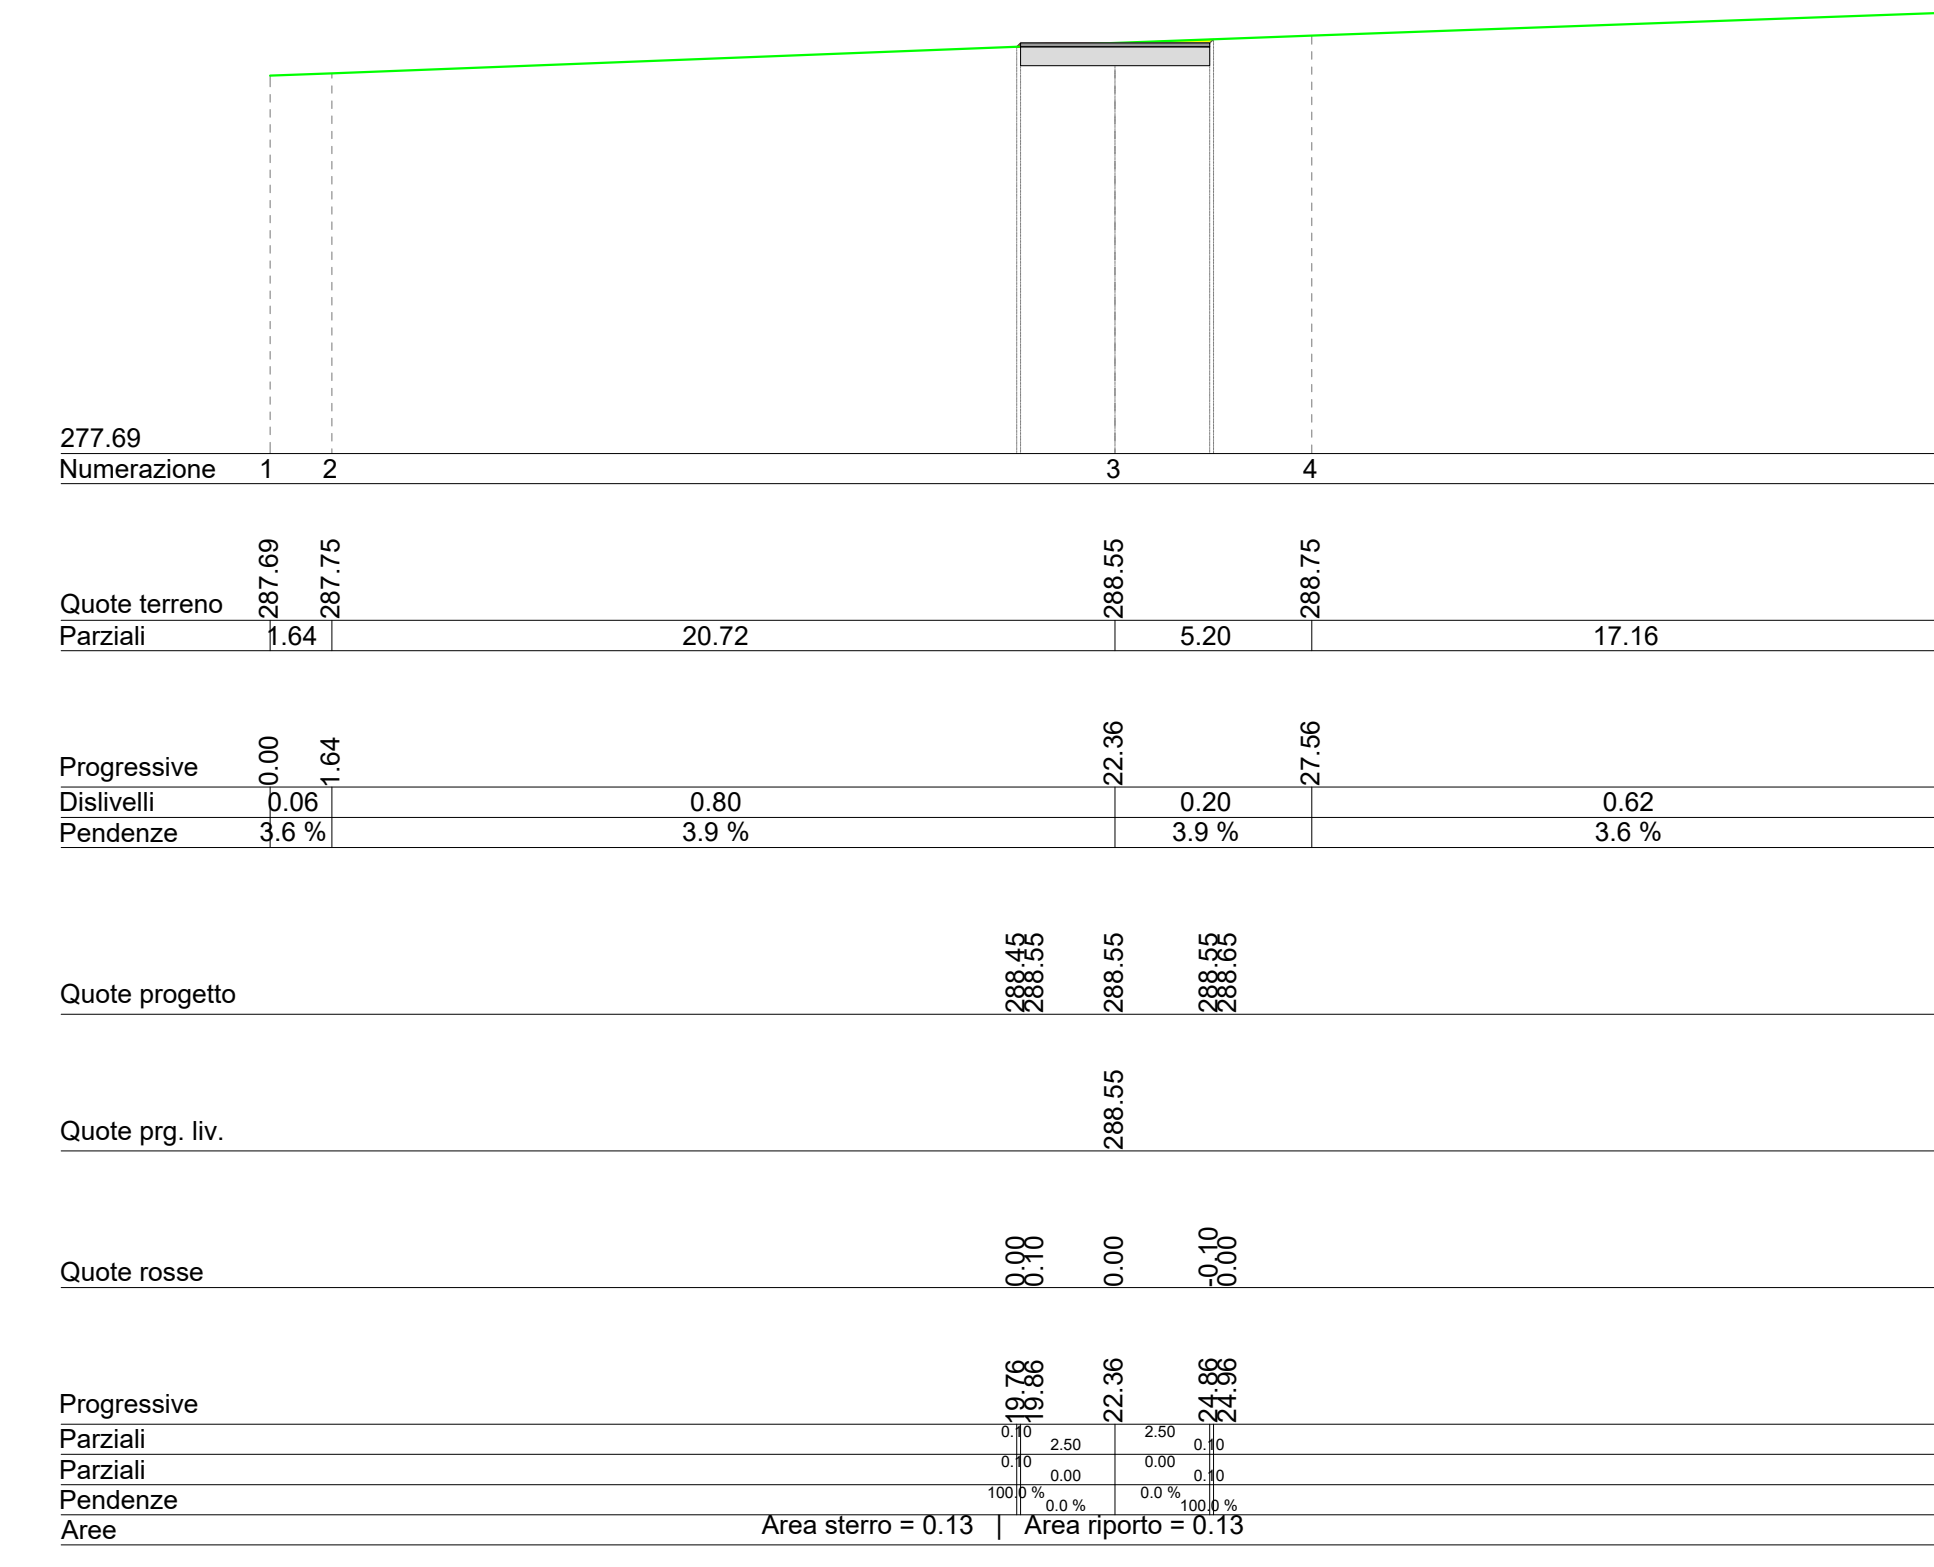 277.69
Numerazione 1 2 3 4
Quote terreno 287.69 287.75 288.55 288.75
Parziali 1.64 20.72 5.20 17.16
Progressive 0.00 1.64 22.36 27.56
Dislivelli 0.06 0.80 0.20 0.62
Pendenze 3.6 % 3.9 % 3.9 % 3.6 %
Quote progetto 288.45 288.55 288.55 288.55 288.65
Quote prg. liv. 288.55
Quote rosse 0.00 0.10 0.00 -0.10 0.00
Progressive 19.76 19.86 22.36 24.86 24.96
Parziali 0.10 2.50 2.50 0.10
Parziali 0.10 0.00 0.00 0.10
Pendenze 100.0 % 0.0 % 0.0 % 100.0 %
Aree Area sterro = 0.13 | Area riporto = 0.13